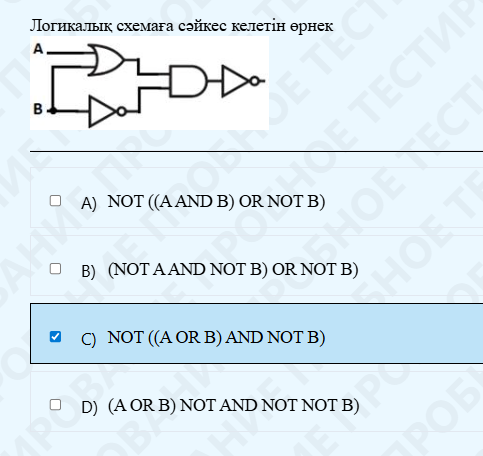 Логикалық схемаға сәйкес келетін өрнек
A
B
A) NOT ((A AND B) OR NOT B)
B) (NOT A AND NOT B) OR NOT B)
C) NOT ((A OR B) AND NOT B)
D) (A OR B) NOT AND NOT NOT B)